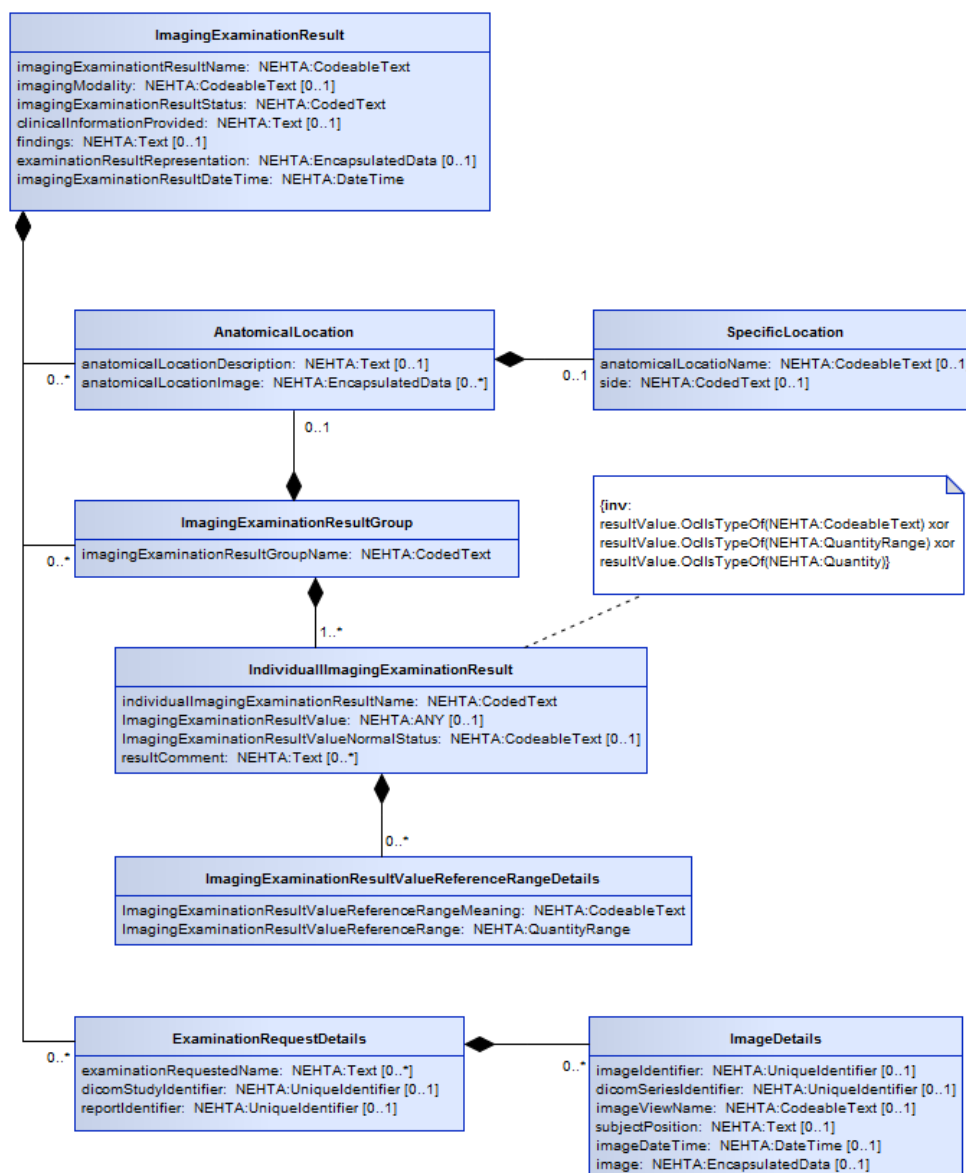 ImagingExaminationResult
imagingExaminationtResultName: NEHTA:CodeableText
imagingModality: NEHTA:CodeableText [0..1]
imagingExaminationResultStatus: NEHTA:CodedText
clinicalInformationProvided: NEHTA:Text [0..1]
findings: NEHTA:Text [0..1]
examinationResultRepresentation: NEHTA:EncapsulatedData [0..1]
imagingExaminationResultDateTime: NEHTA:DateTime
AnatomicalLocation
anatomicalLocationDescription: NEHTA:Text [0..1]
anatomicalLocationImage: NEHTA:EncapsulatedData [0..*]
0..*
SpecificLocation
anatomicalLocatioName: NEHTA:CodeableText [0..1
side: NEHTA:CodedText [0..1]
0..1
0..1
{inv:
resultValue.OclIsTypeOf(NEHTA:CodeableText) xor
resultValue.OclIsTypeOf(NEHTA:QuantityRange) xor
resultValue.OclIsTypeOf(NEHTA:Quantity)}
ImagingExaminationResultGroup
imagingExaminationResultGroupName: NEHTA:CodedText
0..*
1..*
IndividualImagingExaminationResult
individualImagingExaminationResultName: NEHTA:CodedText
ImagingExaminationResultValue: NEHTA:ANY [0..1]
ImagingExaminationResultValueNormalStatus: NEHTA:CodeableText [0..1]
resultComment: NEHTA:Text [0..*]
0..*
ImagingExaminationResultValueReferenceRangeDetails
ImagingExaminationResultValueReferenceRangeMeaning: NEHTA:CodeableText
ImagingExaminationResultValueReferenceRange: NEHTA:QuantityRange
ExaminationRequestDetails
examinationRequestedName: NEHTA:Text [0..*]
dicomStudyIdentifier: NEHTA:UniqueIdentifier [0..1]
reportIdentifier: NEHTA:UniqueIdentifier [0..1]
0..*
ImageDetails
imageIdentifier: NEHTA:UniqueIdentifier [0..1]
dicomSeriesIdentifier: NEHTA:UniqueIdentifier [0..1]
imageViewName: NEHTA:CodeableText [0..1]
subjectPosition: NEHTA:Text [0..1]
imageDateTime: NEHTA:DateTime [0..1]
image: NEHTA:EncapsulatedData [0..1]
0..*